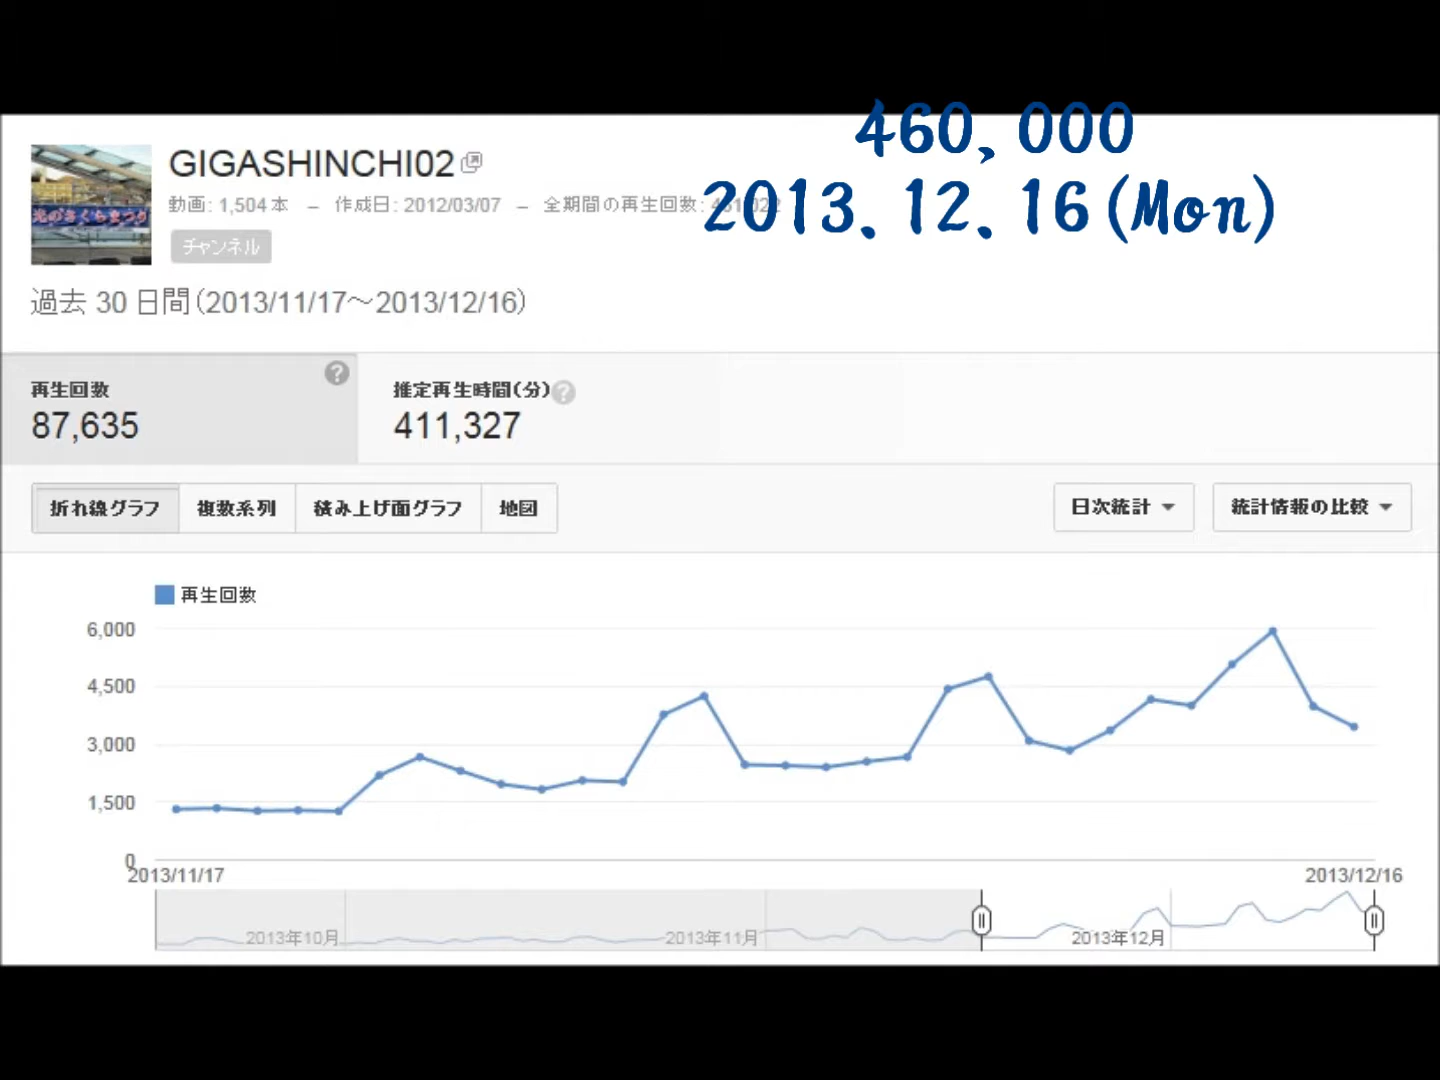 460,000
2013.12.16(Mon)
GIGASHINCHI02
動画: 1,504 本 – 作成日: 2012/03/07 – 全期間の再生回数:
チャンネル
過去 30 日間(2013/11/17～2013/12/16)
再生回数 ?
87,635
推定再生時間(分) ?
411,327
折れ線グラフ 複数系列 積み上げ面グラフ 地図
日次統計 統計情報の比較
再生回数
6,000
4,500
3,000
1,500
0
2013/11/17 2013/12/16
2013年10月 2013年11月 2013年12月